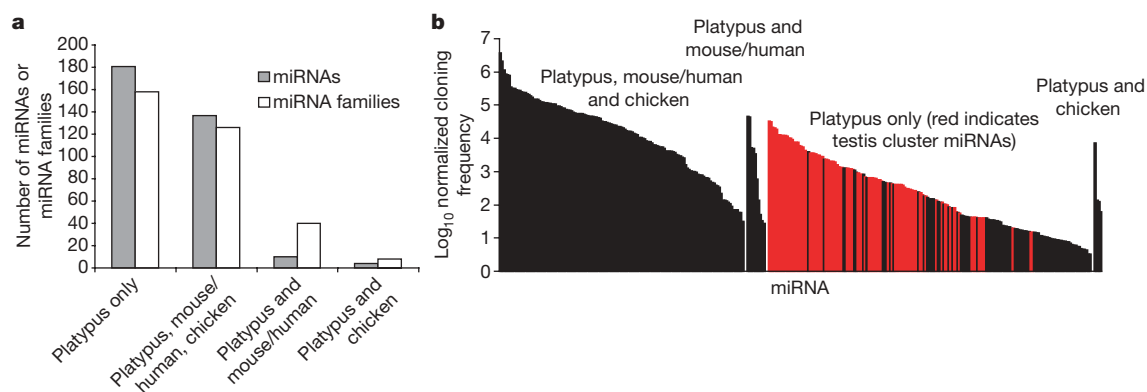 a
Number of miRNAs or
miRNA families
200
180
160
140
120
100
80
60
40
20
0
miRNAs
miRNA families
Platypus only
Platypus, mouse/
human, chicken
Platypus and
mouse/human
Platypus and
chicken
b
Log10 normalized cloning
frequency
7
6
5
4
3
2
1
0
Platypus, mouse/human
and chicken
Platypus and
mouse/human
Platypus only (red indicates
testis cluster miRNAs)
Platypus and
chicken
miRNA